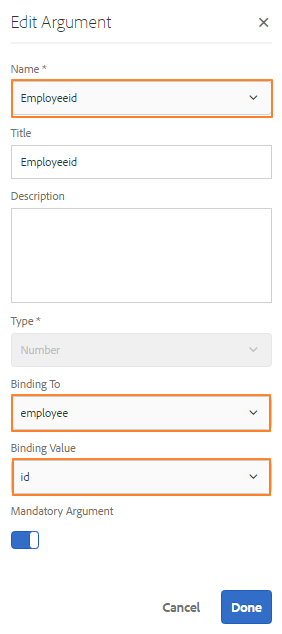 Edit Argument
Name *
Employeeid
Title
Employeeid
Description
Type *
Number
Binding To
employee
Binding Value
id
Mandatory Argument
Cancel Done